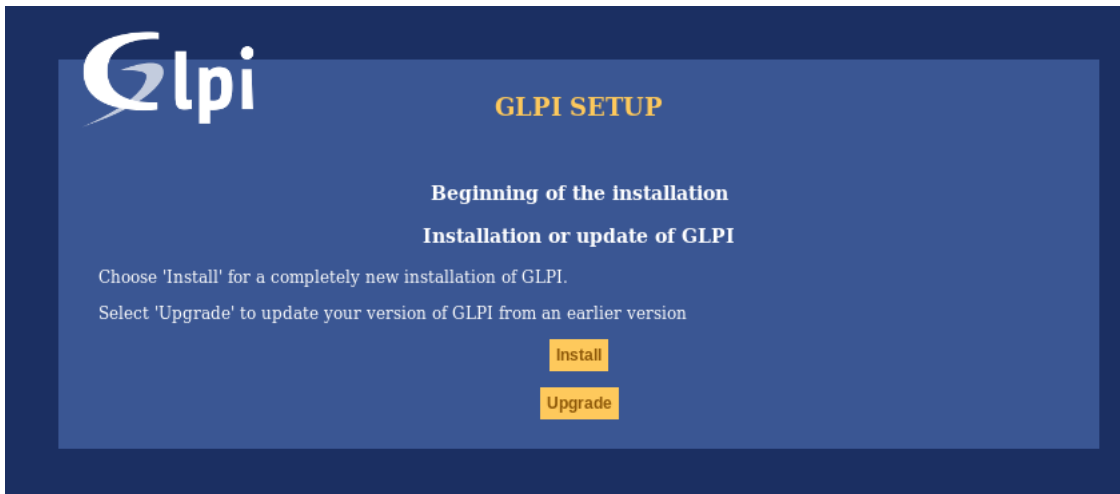 Glpi
GLPI SETUP
Beginning of the installation
Installation or update of GLPI
Choose 'Install' for a completely new installation of GLPI.
Select 'Upgrade' to update your version of GLPI from an earlier version
Install
Upgrade